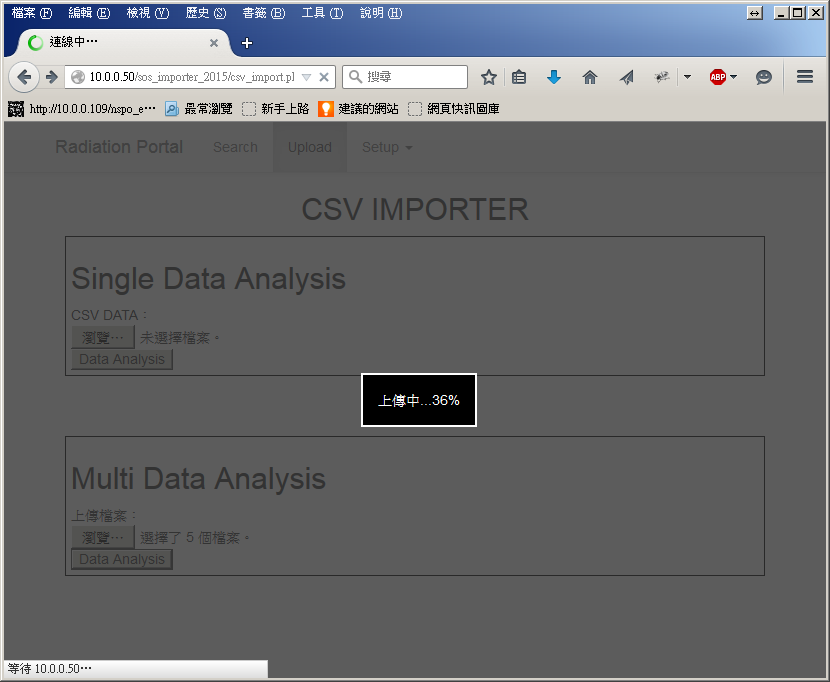 檔案(F) 編輯(E) 檢視(V) 歷史(S) 書籤(B) 工具(T) 說明(H)
連線中…
10.0.0.50/sos_importer_2015/csv_import.pl 搜尋 ABP
http://10.0.0.109/nspo_e… 最常瀏覽 新手上路 建議的網站 網頁快訊圖庫
Radiation Portal Search Upload Setup
CSV IMPORTER
Single Data Analysis
CSV DATA：
瀏覽… 未選擇檔案。
Data Analysis
上傳中...36%
Multi Data Analysis
上傳檔案：
瀏覽… 選擇了 5 個檔案。
Data Analysis
等待 10.0.0.50…